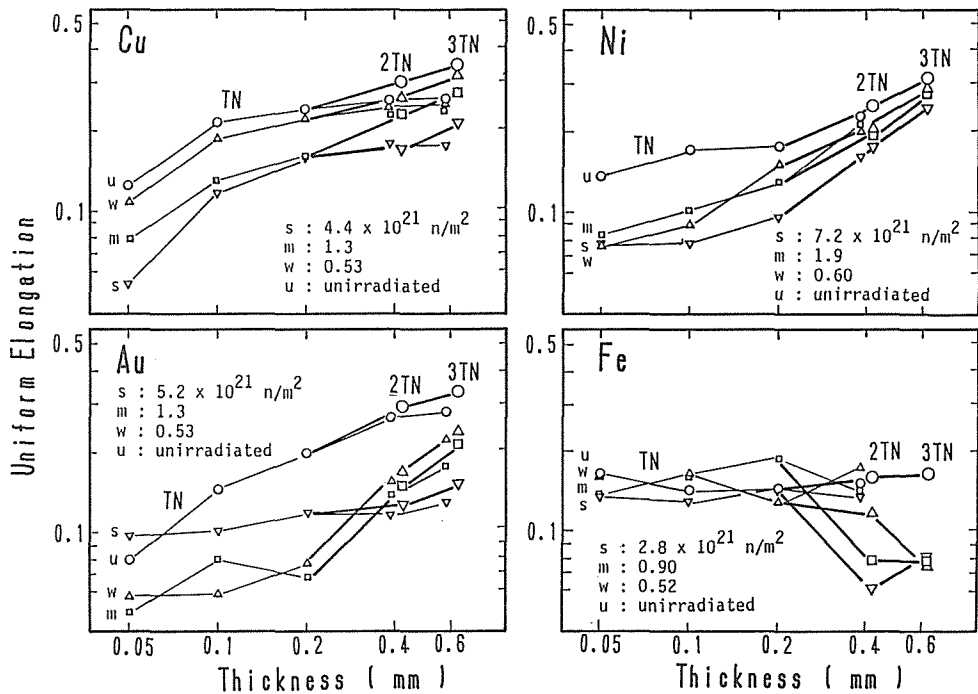 Uniform Elongation
0.5
0.1
Cu
TN
2TN
3TN
u
w
m
s
s : 4.4 x 10^21 n/m^2
m : 1.3
w : 0.53
u : unirradiated
0.5
0.1
Ni
TN
2TN
3TN
u
m
s
w
s : 7.2 x 10^21 n/m^2
m : 1.9
w : 0.60
u : unirradiated
0.5
0.1
Au
s : 5.2 x 10^21 n/m^2
m : 1.3
w : 0.53
u : unirradiated
TN
2TN
3TN
s
u
w
m
0.05 0.1 0.2 0.4 0.6
Thickness ( mm )
0.5
0.1
Fe
u
w
m
s
TN
2TN
3TN
s : 2.8 x 10^21 n/m^2
m : 0.90
w : 0.52
u : unirradiated
0.05 0.1 0.2 0.4 0.6
Thickness ( mm )